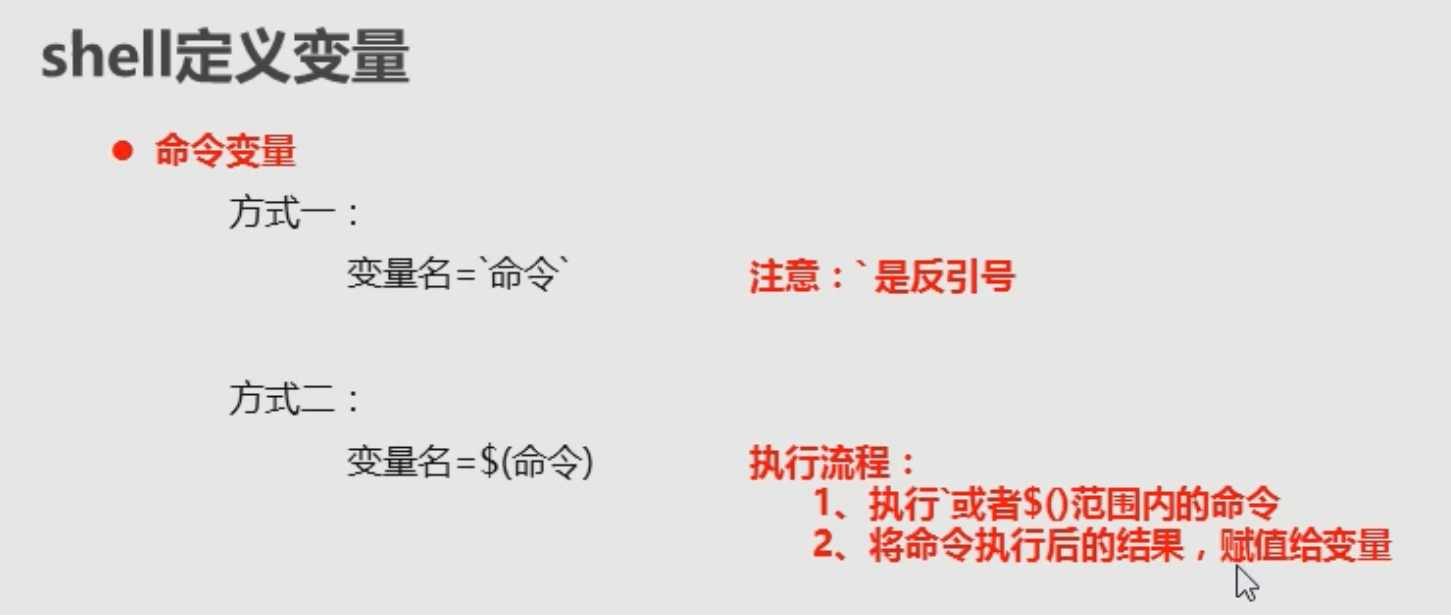 shell定义变量
● 命令变量
方式一：
变量名=`命令`
注意：` 是反引号
方式二：
变量名=$(命令)
执行流程：
1、执行`或者$()范围内的命令
2、将命令执行后的结果，赋值给变量